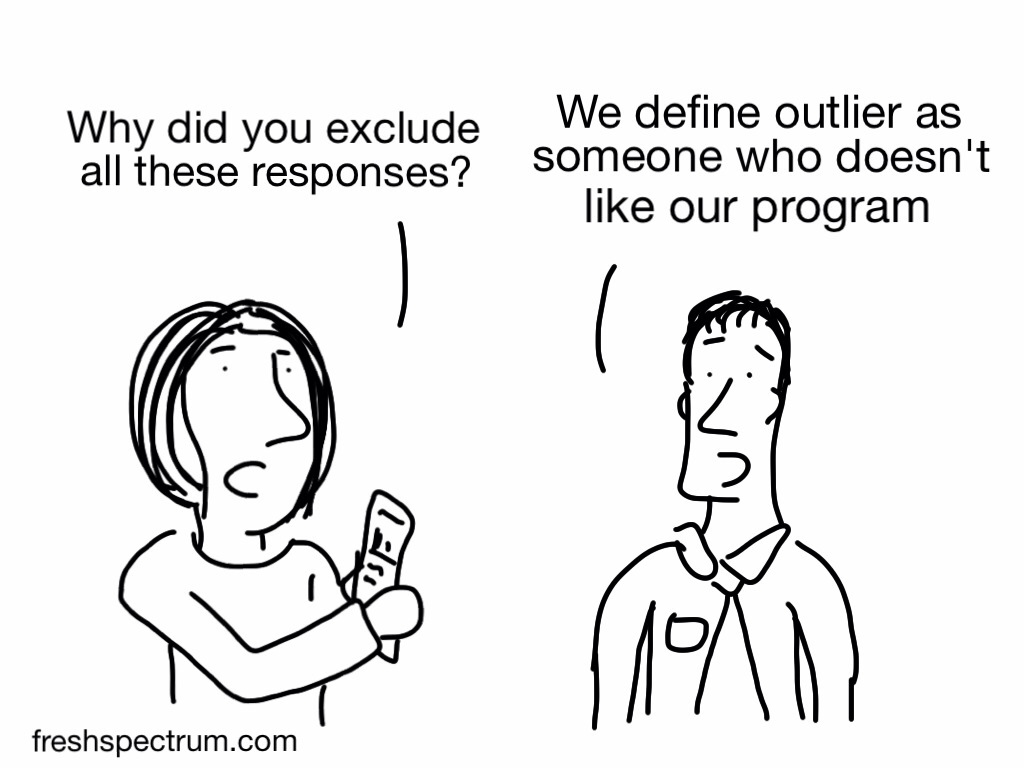 Why did you exclude
all these responses?
We define outlier as
someone who doesn't
like our program
freshspectrum.com